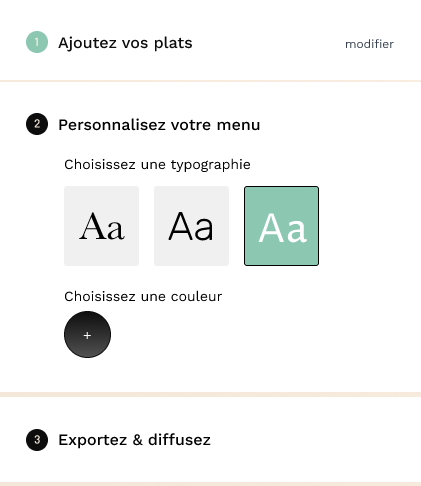 1 Ajoutez vos plats modifier
2 Personnalisez votre menu
Choisissez une typographie
Aa Aa Aa
Choisissez une couleur
+
3 Exportez & diffusez